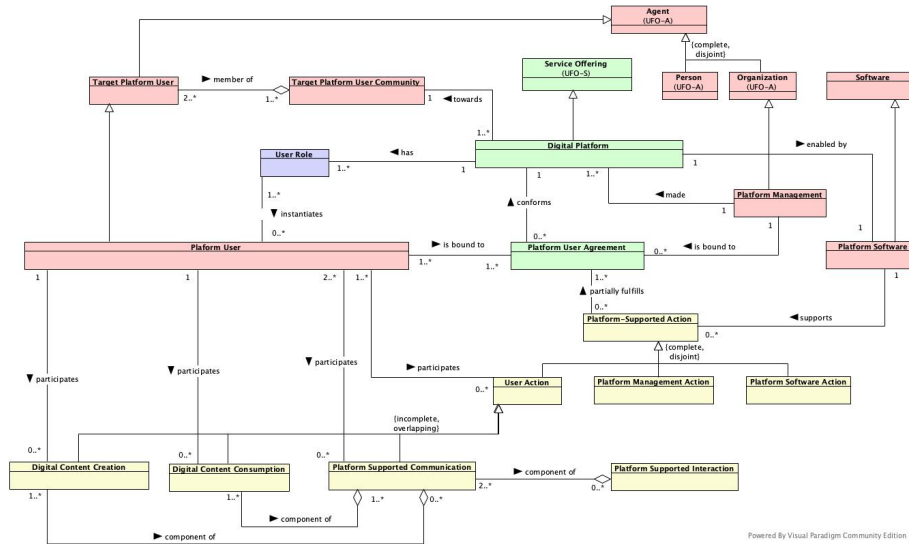 Agent
(UFO-A)
{complete,
disjoint}
Service Offering
(UFO-S)
Person
(UFO-A)
Organization
(UFO-A)
Software
Target Platform User
▶ member of
2..*
1..*
Target Platform User Community
1
◀ towards
1..*
User Role
◀ has
1..*
1
Digital Platform
1
▶ enabled by
1..*
◀ made
1
Platform Management
1
1..*
▼ instantiates
0..*
1
▲ conforms
0..*
Plaform User
▶ is bound to
1..*
1..*
Platform User Agreement
0..*
◀ is bound to
1
Platform Software
1
1
1
2..*
1..*
1..*
▲ partially fulfills
0..*
Platform-Supported Action
0..*
◀ supports
{complete,
disjoint}
▼ participates
▼ participates
▼ participates
▶ participates
0..*
User Action
Platform Management Action
Platform Software Action
{incomplete,
overlapping}
0..*
0..*
0..*
Digital Content Creation
Digital Content Consumption
Platform Supported Communication
2..*
▶ component of
0..*
Platform Supported Interaction
1..*
1..*
1..*
0..*
▶ component of
▶ component of
Powered By Visual Paradigm Community Edition